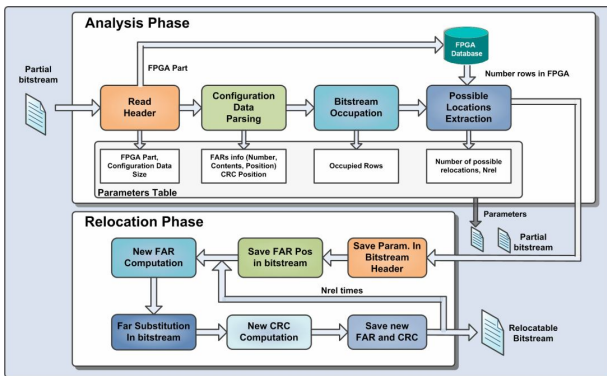 Analysis Phase
Partial
bitstream
FPGA Part
FPGA
Database
Number rows in FPGA
Read
Header
Configuration
Data
Parsing
Bitstream
Occupation
Possible
Locations
Extraction
FPGA Part,
Configuration Data
Size
FARs info (Number,
Contents, Position)
CRC Position
Occupied Rows
Number of possible
relocations, Nrel
Parameters Table
Parameters
Partial
bitstream
Relocation Phase
New FAR
Computation
Save FAR Pos
in bitstream
Save Param. In
Bitstream
Header
Nrel times
Far Substitution
In bitstream
New CRC
Computation
Save new
FAR and CRC
Relocatable
Bitstream